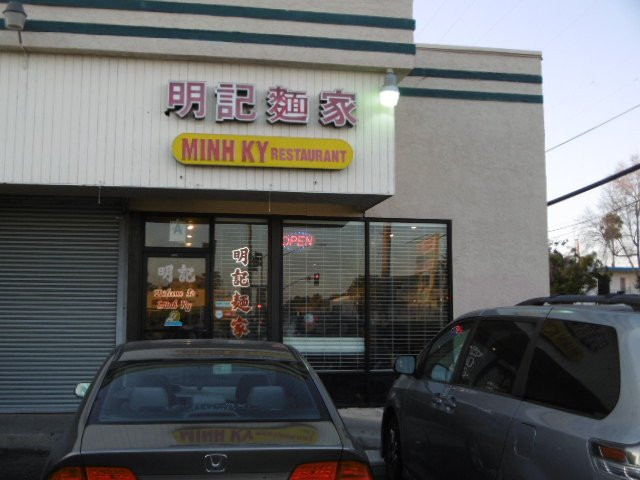 明記麵家
MINH KY RESTAURANT
A
OPEN
明記麵家
明記
Welcome to
Minh Ky
MINH KY RESTAURANT